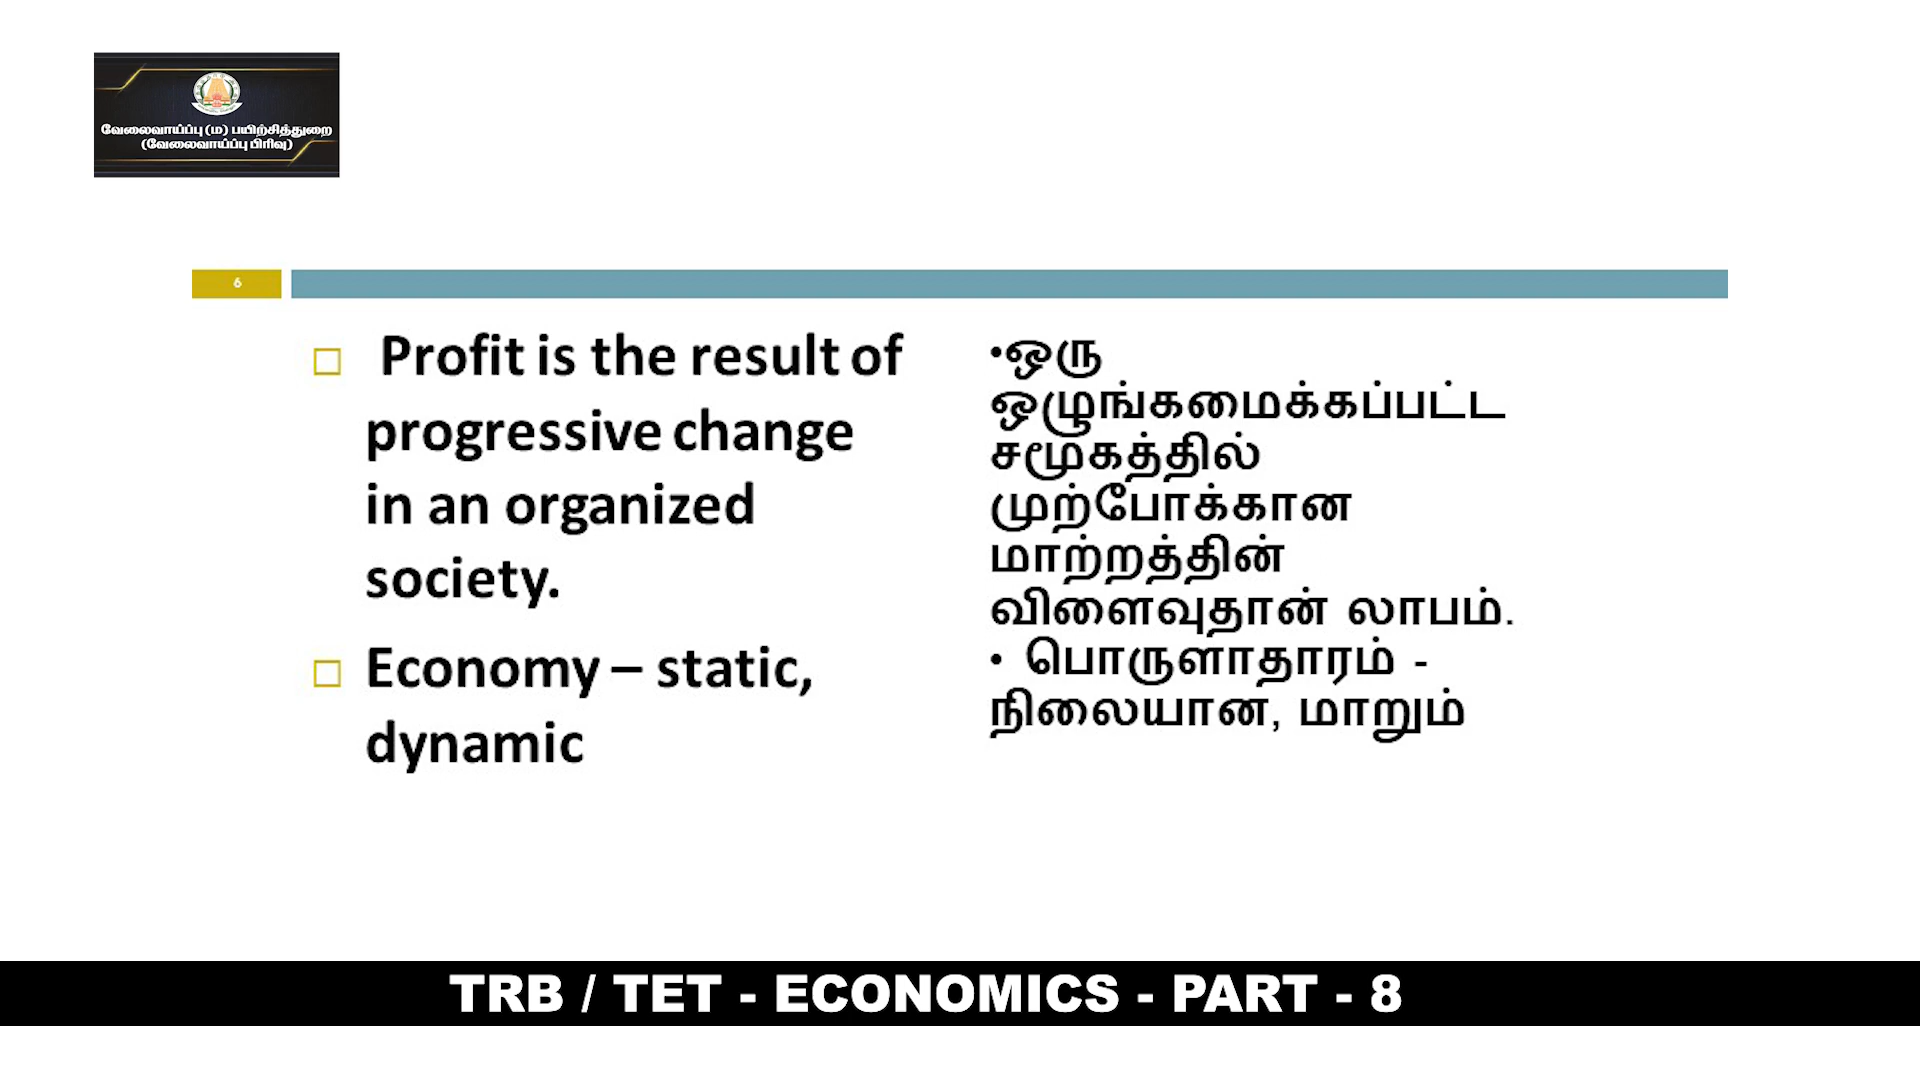 வேலைவாய்ப்பு (ம) பயிற்சித்துறை
(வேலைவாய்ப்பு பிரிவு)
6
Profit is the result of
progressive change
in an organized
society.
Economy – static,
dynamic
•ஒரு
ஒழுங்கமைக்கப்பட்ட
சமூகத்தில்
முற்போக்கான
மாற்றத்தின்
விளைவுதான் லாபம்.
• பொருளாதாரம் -
நிலையான, மாறும்
TRB / TET - ECONOMICS - PART - 8